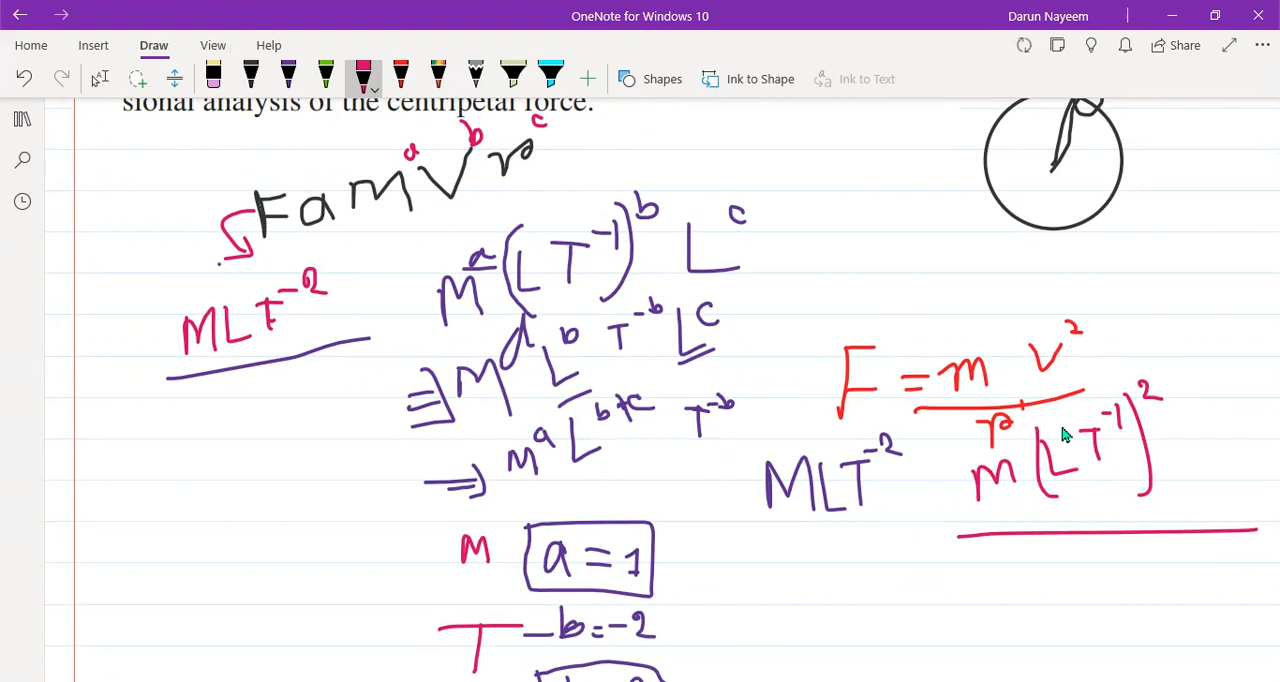 OneNote for Windows 10
Darun Nayeem
Home Insert Draw View Help
Share
Shapes
Ink to Shape
Ink to Text
sional analysis of the centripetal force.
F a m^a v^b r^c
MLT^-2
M^a (LT^-1)^b L^c
⇒ M^a L^b T^-b L^c
⇒ M^a L^b+c T^-b
F = m v^2
r
MLT^-2
m (LT^-1)^2
M a = 1
T -b = -2